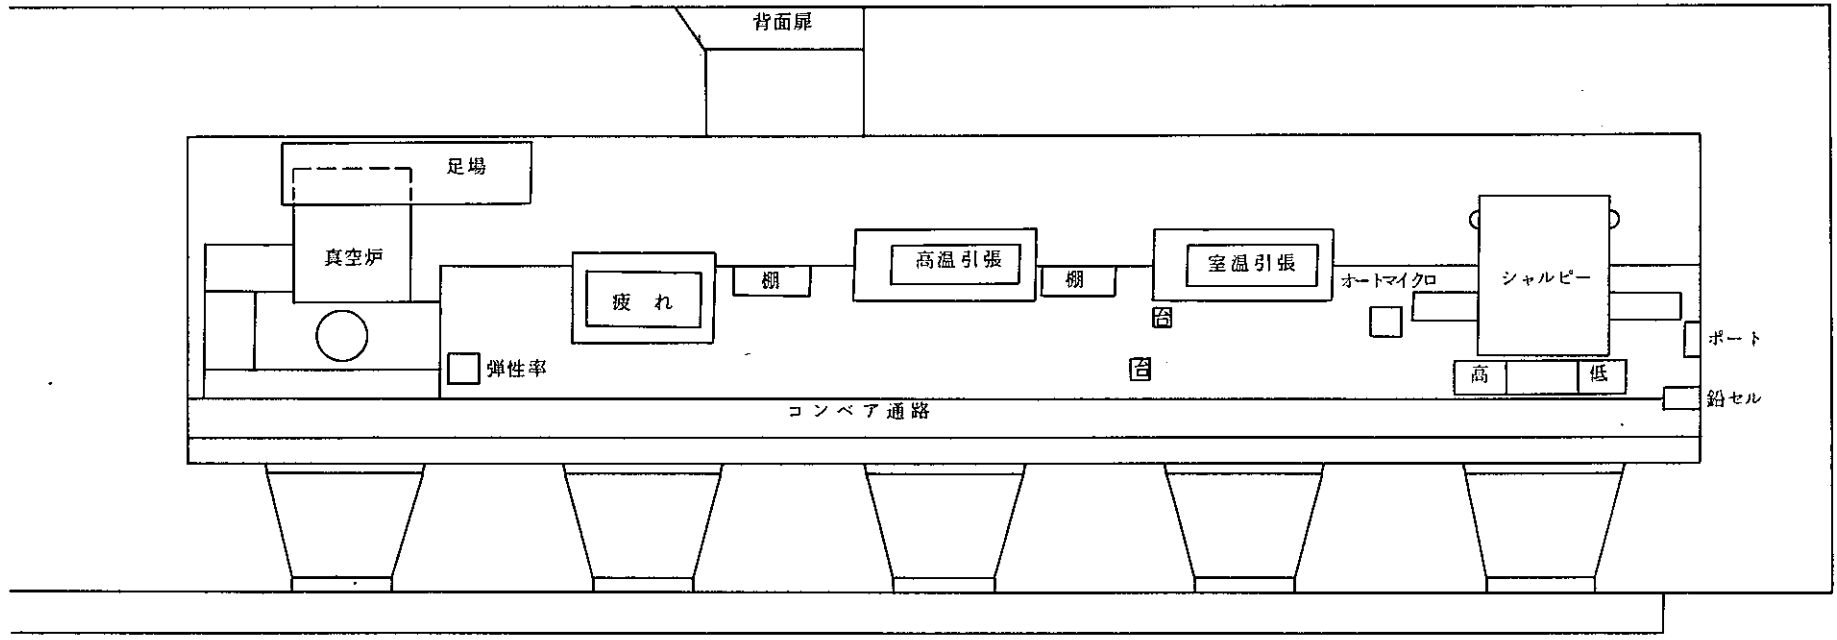 背面扉
足場
真空炉
高温引張
室温引張
シャルピー
オートマイクロ
棚
棚
疲れ
台
ポート
弾性率
台
高
低
鉛セル
コンベア通路